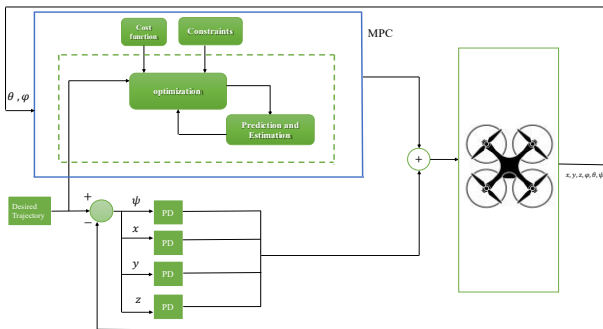 Cost
function
Constraints
MPC
θ , φ
optimization
Prediction and
Estimation
+
x, y, z, φ, θ, ψ
Desired
Trajectory
+
−
ψ
PD
x
PD
y
PD
z
PD